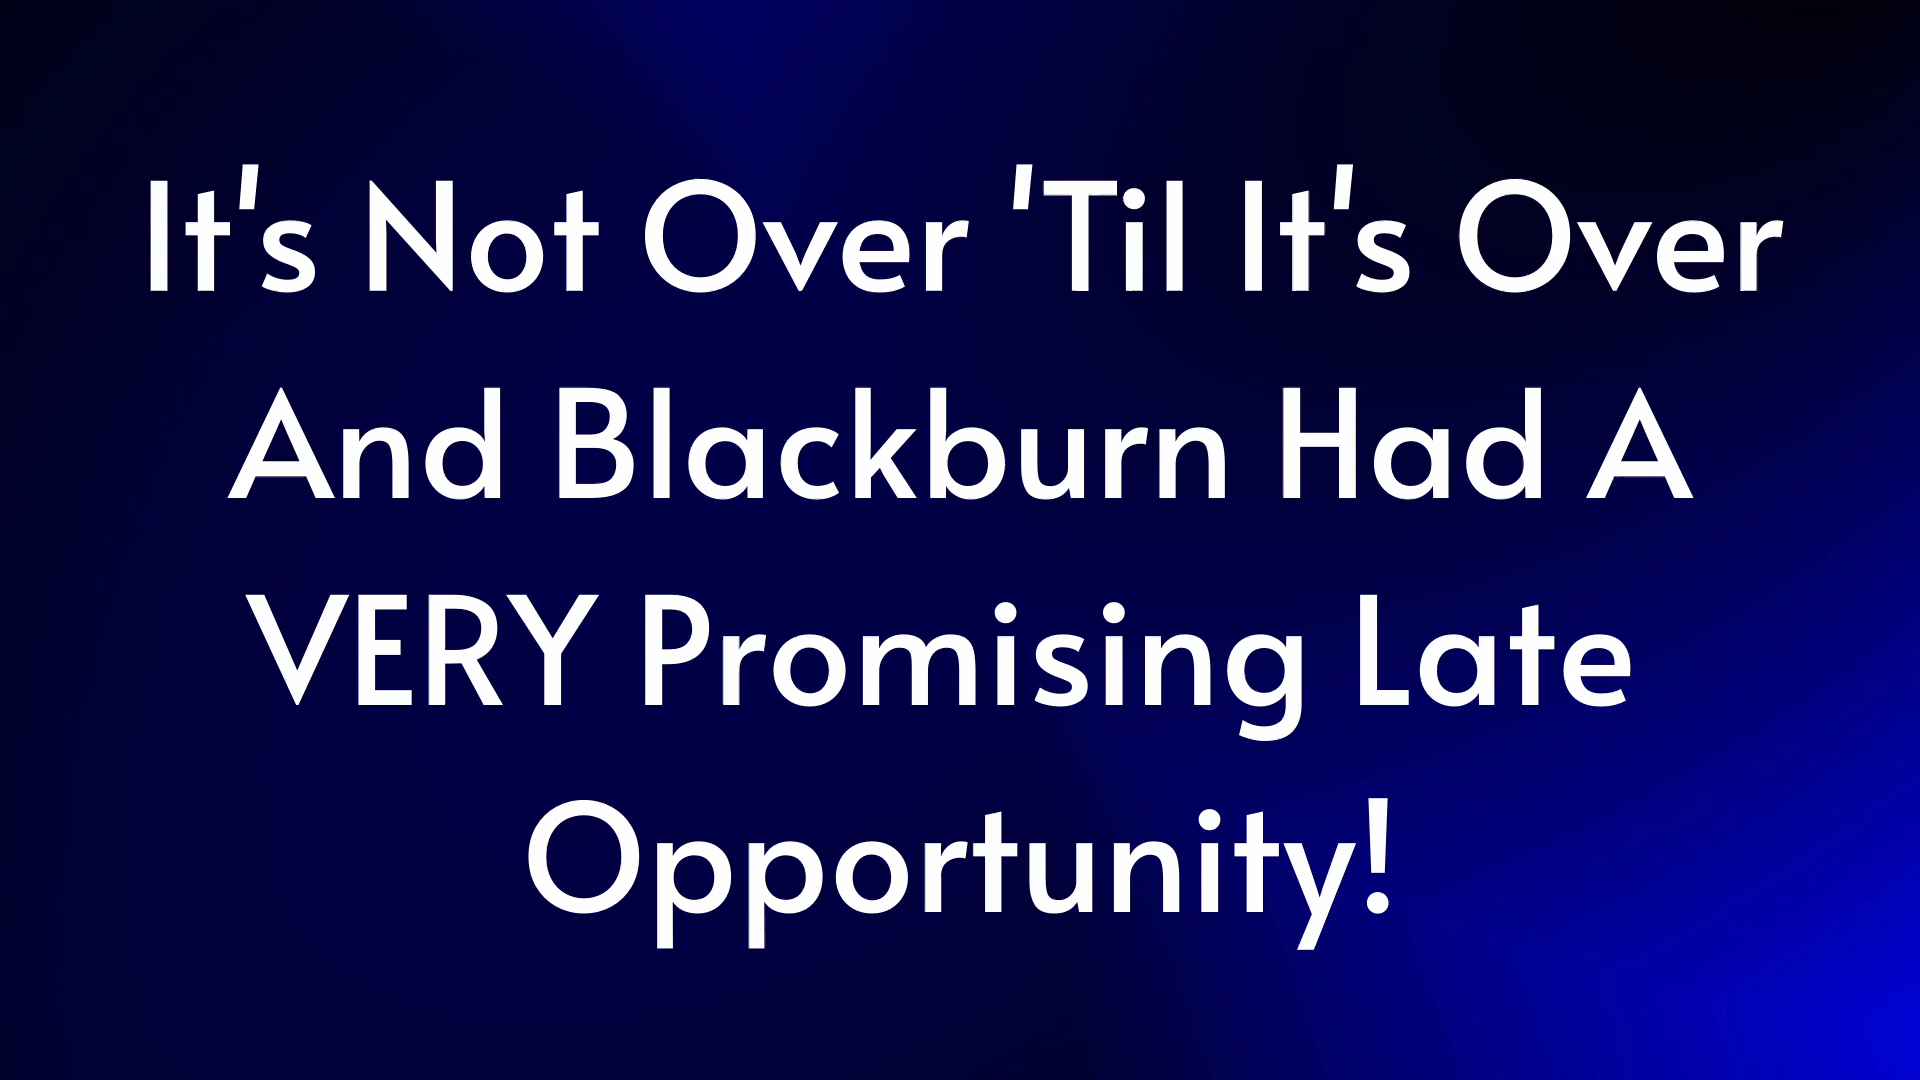 It's Not Over 'Til It's Over
And Blackburn Had A
VERY Promising Late
Opportunity!